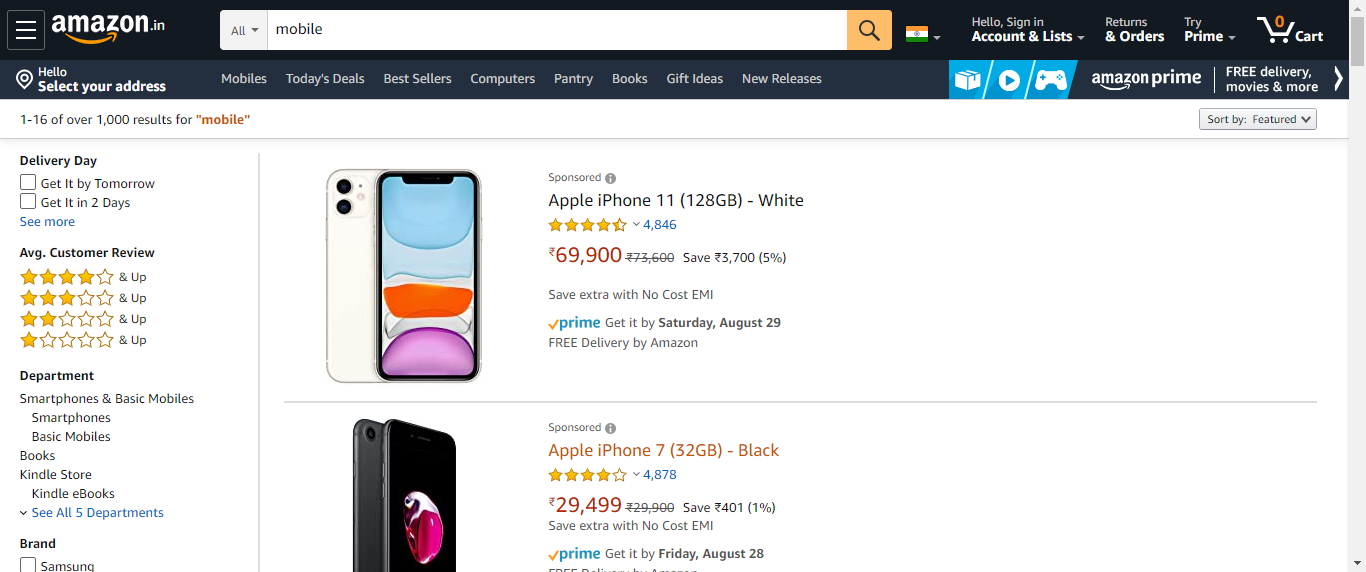 amazon.in
All
mobile
Hello, Sign in
Account & Lists
Returns
& Orders
Try
Prime
0
Cart
Hello
Select your address
Mobiles
Today's Deals
Best Sellers
Computers
Pantry
Books
Gift Ideas
New Releases
amazon prime
FREE delivery,
movies & more
1-16 of over 1,000 results for "mobile"
Sort by: Featured
Delivery Day
Get It by Tomorrow
Get It in 2 Days
See more
Avg. Customer Review
& Up
& Up
& Up
& Up
Department
Smartphones & Basic Mobiles
Smartphones
Basic Mobiles
Books
Kindle Store
Kindle eBooks
See All 5 Departments
Brand
Samsung
Sponsored
Apple iPhone 11 (128GB) - White
4,846
₹69,900 ₹73,600 Save ₹3,700 (5%)
Save extra with No Cost EMI
prime Get it by Saturday, August 29
FREE Delivery by Amazon
Sponsored
Apple iPhone 7 (32GB) - Black
4,878
₹29,499 ₹29,900 Save ₹401 (1%)
Save extra with No Cost EMI
prime Get it by Friday, August 28
FREE Delivery by Amazon